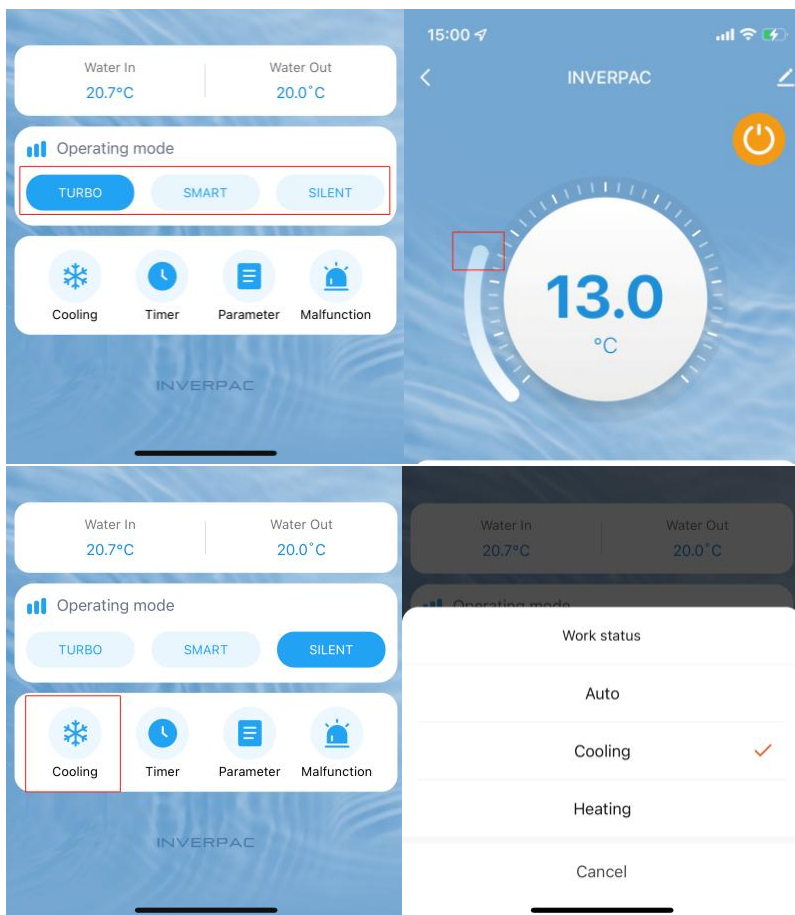 Water In Water Out
20.7°C 20.0°C
Operating mode
TURBO SMART SILENT
Cooling Timer Parameter Malfunction
INVERPAC
15:00
INVERPAC
13.0
°C
Water In Water Out
20.7°C 20.0°C
Operating mode
TURBO SMART SILENT
Cooling Timer Parameter Malfunction
INVERPAC
Water In Water Out
20.7°C 20.0°C
Operating mode
Work status
Auto
Cooling
Heating
Cancel